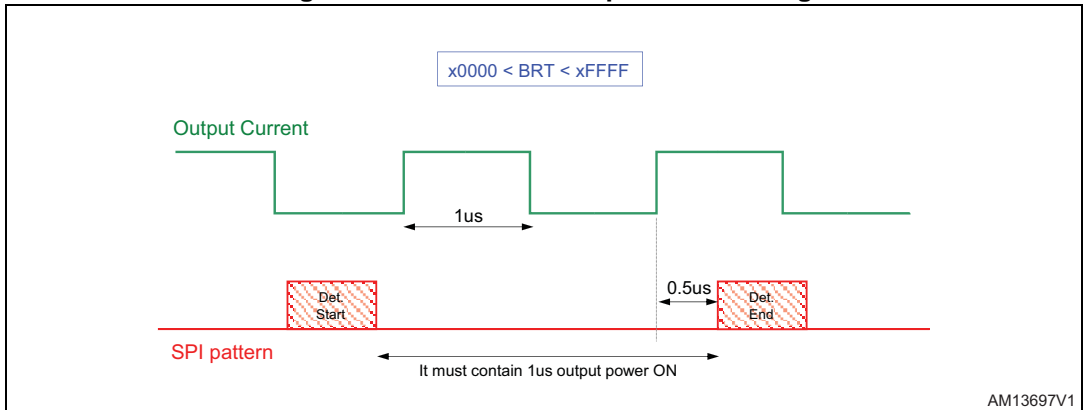 x0000 < BRT < xFFFF
Output Current
1us
0.5us
Det.
Start
Det.
End
SPI pattern
It must contain 1us output power ON
AM13697V1